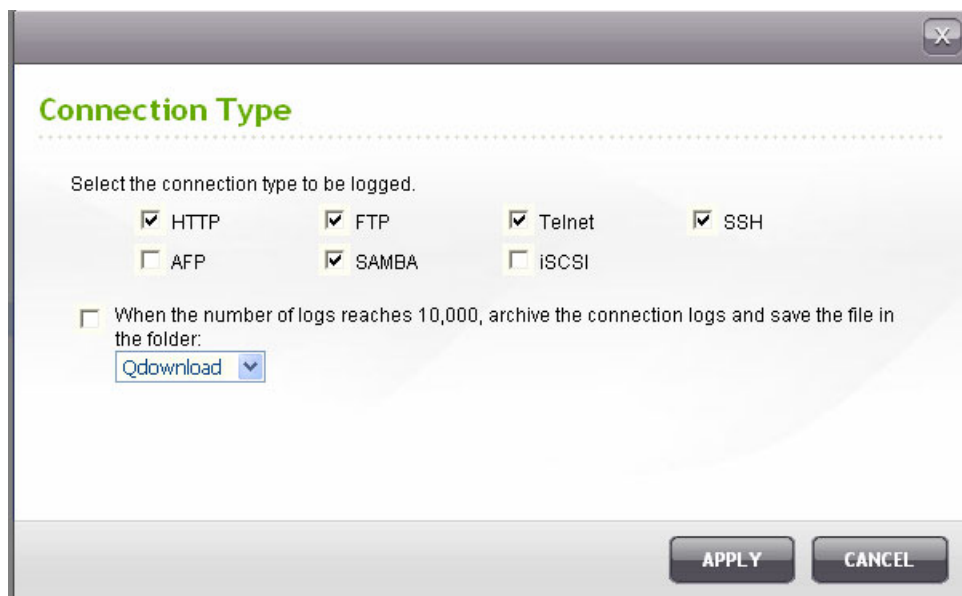 X
Connection Type
Select the connection type to be logged.
HTTP FTP Telnet SSH
AFP SAMBA iSCSI
When the number of logs reaches 10,000, archive the connection logs and save the file in
the folder:
Qdownload
APPLY CANCEL